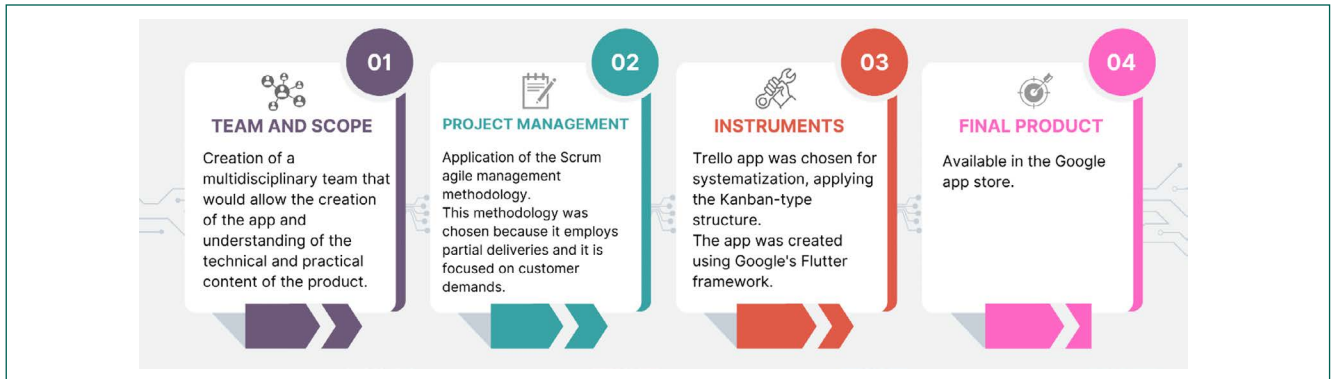 01
TEAM AND SCOPE
Creation of a
multidisciplinary team that
would allow the creation
of the app and
understanding of the
technical and practical
content of the product.
02
PROJECT MANAGEMENT
Application of the Scrum
agile management
methodology.
This methodology was
chosen because it employs
partial deliveries and it is
focused on customer
demands.
03
INSTRUMENTS
Trello app was chosen for
systematization, applying
the Kanban-type
structure.
The app was created
using Google's Flutter
framework.
04
FINAL PRODUCT
Available in the Google
app store.